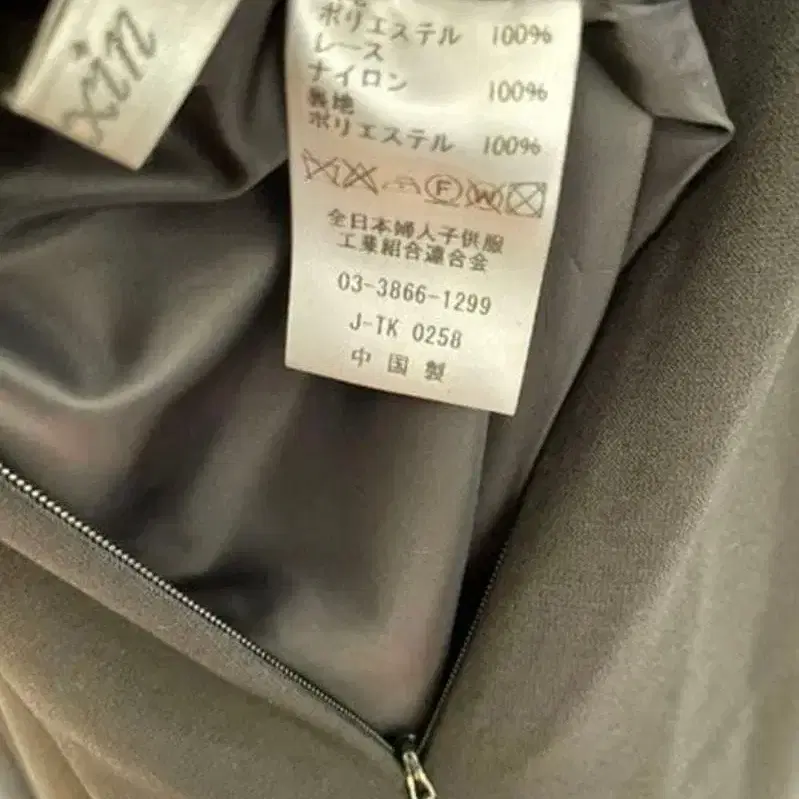 xin
ポリエステル 100%
レース
ナイロン 100%
裏地
ポリエステル 100%
F W
全日本婦人子供服
工業組合連合会
03-3866-1299
J-TK 0258
中国製